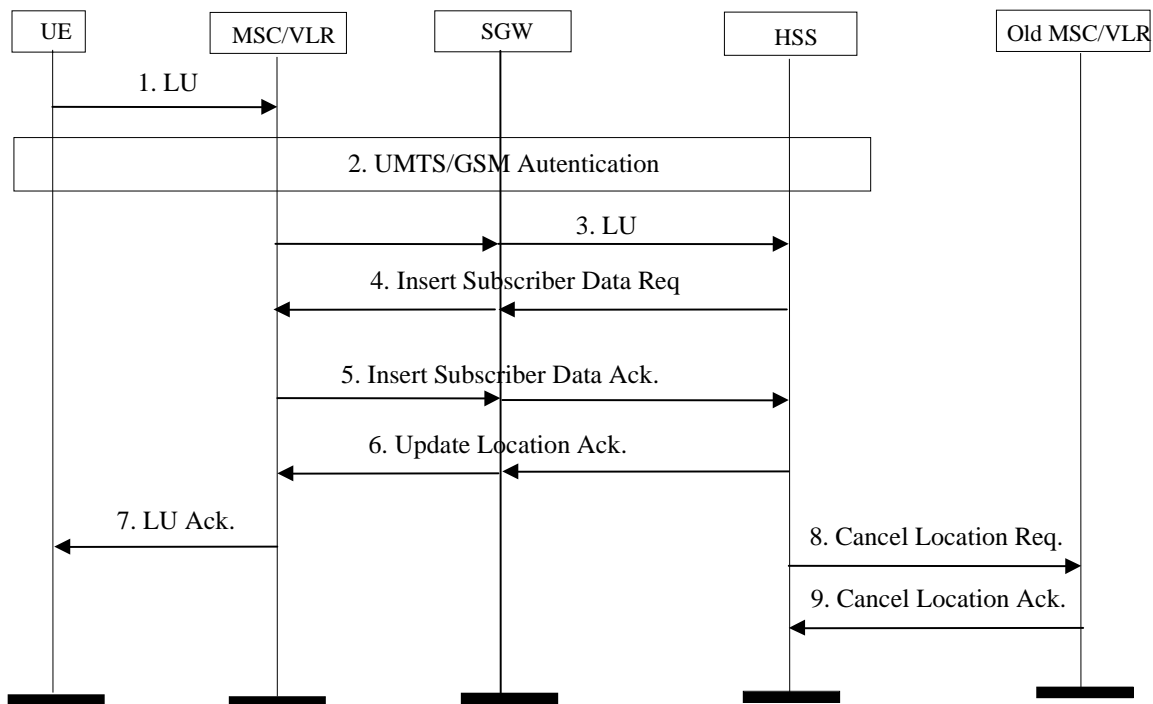 UE
MSC/VLR
SGW
HSS
Old MSC/VLR
1. LU
2. UMTS/GSM Autentication
3. LU
4. Insert Subscriber Data Req
5. Insert Subscriber Data Ack.
6. Update Location Ack.
7. LU Ack.
8. Cancel Location Req.
9. Cancel Location Ack.